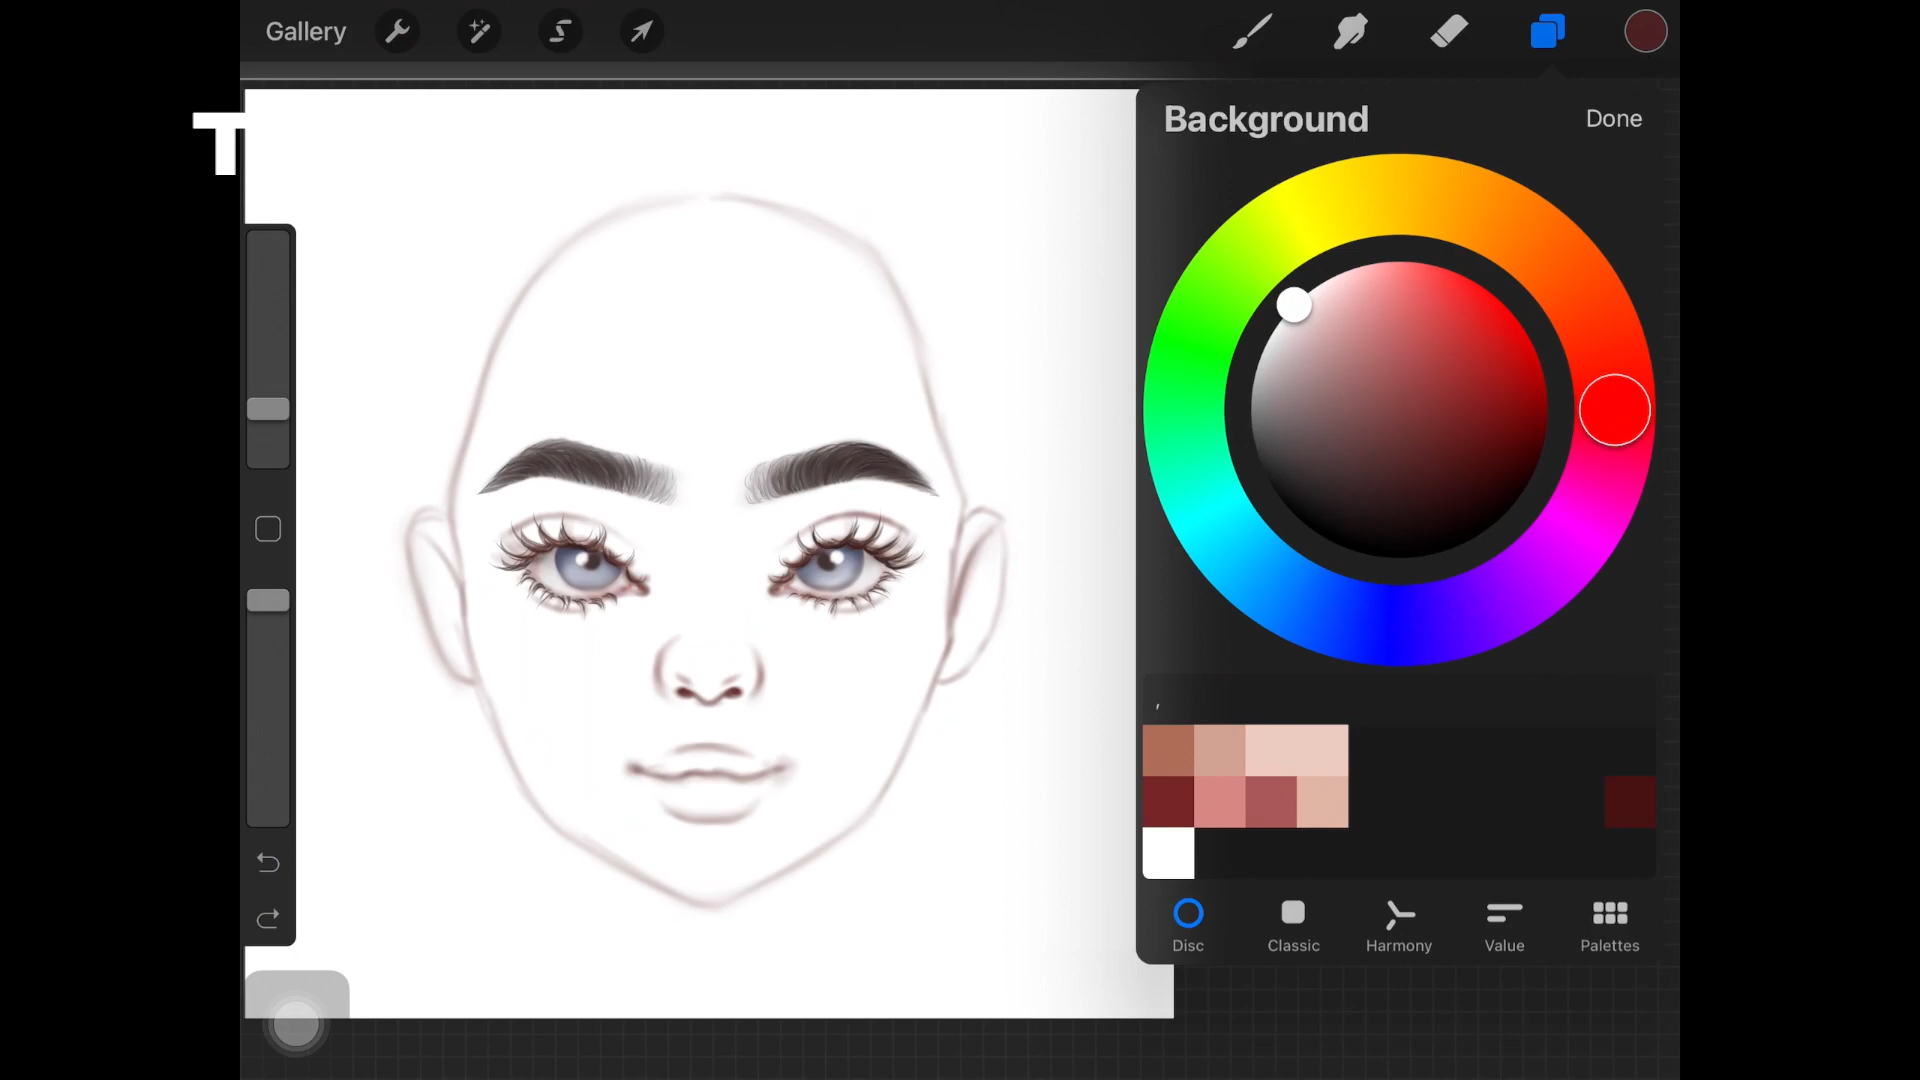 Gallery
T
Background
Done
,
Disc
Classic
Harmony
Value
Palettes